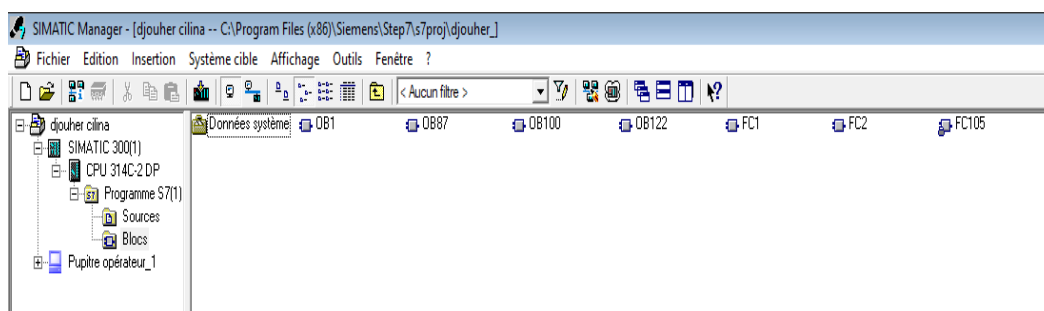 SIMATIC Manager - [djouher cilina -- C:\Program Files (x86)\Siemens\Step7\s7proj\djouher_]
Fichier Edition Insertion Système cible Affichage Outils Fenêtre ?
< Aucun filtre >
djouher cilina
SIMATIC 300(1)
CPU 314C-2 DP
Programme S7(1)
Sources
Blocs
Pupitre opérateur_1
Données système OB1 OB87 OB100 OB122 FC1 FC2 FC105